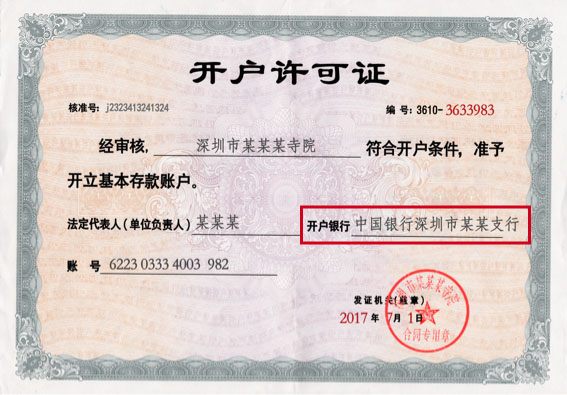 开户许可证
核准号: j2323413241324 编 号: 3610-3633983
经审核, 深圳市某某某寺院 符合开户条件, 准予
开立基本存款账户。
法定代表人(单位负责人) 某某某 开户银行 中国银行深圳市某某支行
账 号 6223 0333 4003 982
发证机关(盖章)
2017 年 7 月 1 日
深圳市某某某寺院
合同专用章